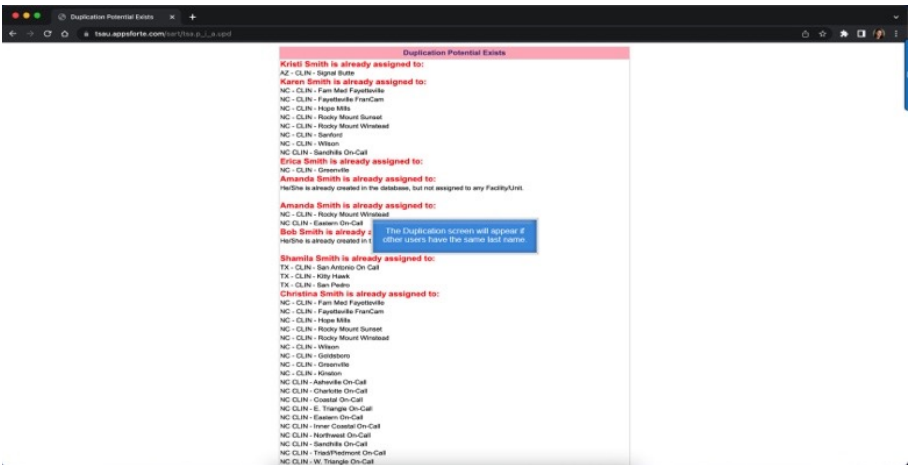 Duplication Potential Exists
tsau.appsforte.com/sart/tsa.p_i_a.upd
Duplication Potential Exists
Kristi Smith is already assigned to:
AZ - CLIN - Signal Butte
Karen Smith is already assigned to:
NC - CLIN - Fam Med Fayetteville
NC - CLIN - Fayetteville FranCam
NC - CLIN - Hope Mills
NC - CLIN - Rocky Mount Sunset
NC - CLIN - Rocky Mount Winstead
NC - CLIN - Sanford
NC - CLIN - Wilson
NC CLIN - Sandhills On-Call
Erica Smith is already assigned to:
NC - CLIN - Greenville
Amanda Smith is already assigned to:
He/She is already created in the database, but not assigned to any Facility/Unit.
Amanda Smith is already assigned to:
NC - CLIN - Rocky Mount Winstead
NC CLIN - Eastern On-Call
Bob Smith is already a
He/She is already created in t
The Duplication screen will appear if
other users have the same last name.
Shamila Smith is already assigned to:
TX - CLIN - San Antonio On Call
TX - CLIN - Kitty Hawk
TX - CLIN - San Pedro
Christina Smith is already assigned to:
NC - CLIN - Fam Med Fayetteville
NC - CLIN - Fayetteville FranCam
NC - CLIN - Hope Mills
NC - CLIN - Rocky Mount Sunset
NC - CLIN - Rocky Mount Winstead
NC - CLIN - Wilson
NC - CLIN - Goldsboro
NC - CLIN - Greenville
NC - CLIN - Kinston
NC CLIN - Asheville On-Call
NC CLIN - Charlotte On-Call
NC CLIN - Coastal On-Call
NC CLIN - E. Triangle On-Call
NC CLIN - Eastern On-Call
NC CLIN - Inner Coastal On-Call
NC CLIN - Northwest On-Call
NC CLIN - Sandhills On-Call
NC CLIN - Triad/Piedmont On-Call
NC CLIN - W. Triangle On-Call